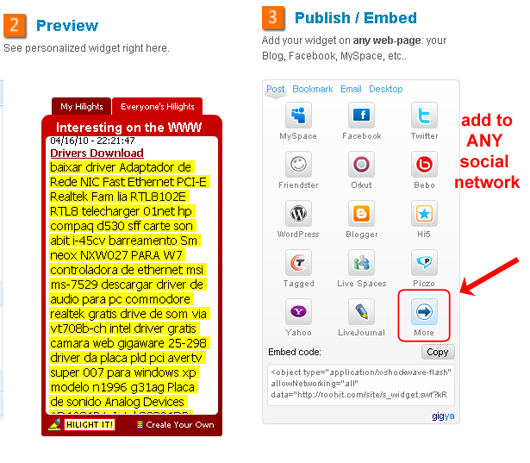 2 Preview
See personalized widget right here.
My Hilights Everyone's Hilights
Interesting on the WWW
04/16/10 - 22:21:47
Drivers Download
baixar driver Adaptador de
Rede NIC Fast Ethernet PCI-E
Realtek Fam lia RTL8102E
RTL8 telecharger 01net hp
compaq d530 sff carte son
abit i-45cv barreamento Sm
neox NXW027 PARA W7
controladora de ethernet msi
ms-7529 descargar driver de
audio para pc commodore
realtek gratis drive de som via
vt708b-ch intel driver gratis
camara web gigaware 25-298
driver da placa pld pci avertv
super 007 para windows xp
modelo n1996 g31ag Placa
de sonido Analog Devices
HILIGHT IT! Create Your Own
3 Publish / Embed
Add your widget on any web-page: your
Blog, Facebook, MySpace, etc..
Post Bookmark Email Desktop
MySpace Facebook Twitter
Friendster Orkut Bebo
WordPress Blogger Hi5
Tagged Live Spaces Piczo
Yahoo LiveJournal More
Embed code: Copy
<object type="application/x-shockwave-flash"
allowNetworking="all"
data="http://roohit.com/site/s_widget.swf?kR
gigya
add to
ANY
social
network